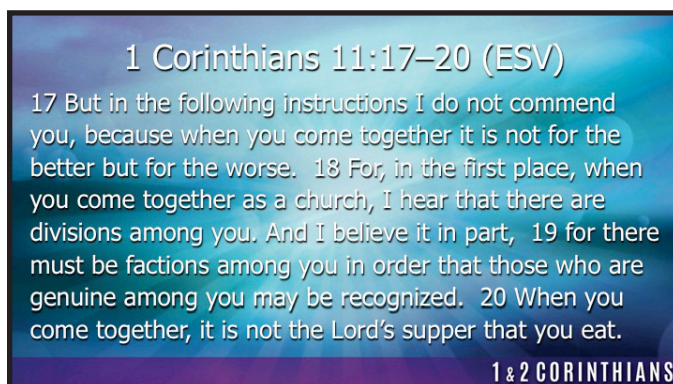 1 Corinthians 11:17–20 (ESV)
17 But in the following instructions I do not commend
you, because when you come together it is not for the
better but for the worse.  18 For, in the first place, when
you come together as a church, I hear that there are
divisions among you. And I believe it in part,  19 for there
must be factions among you in order that those who are
genuine among you may be recognized.  20 When you
come together, it is not the Lord’s supper that you eat.
1 & 2 CORINTHIANS